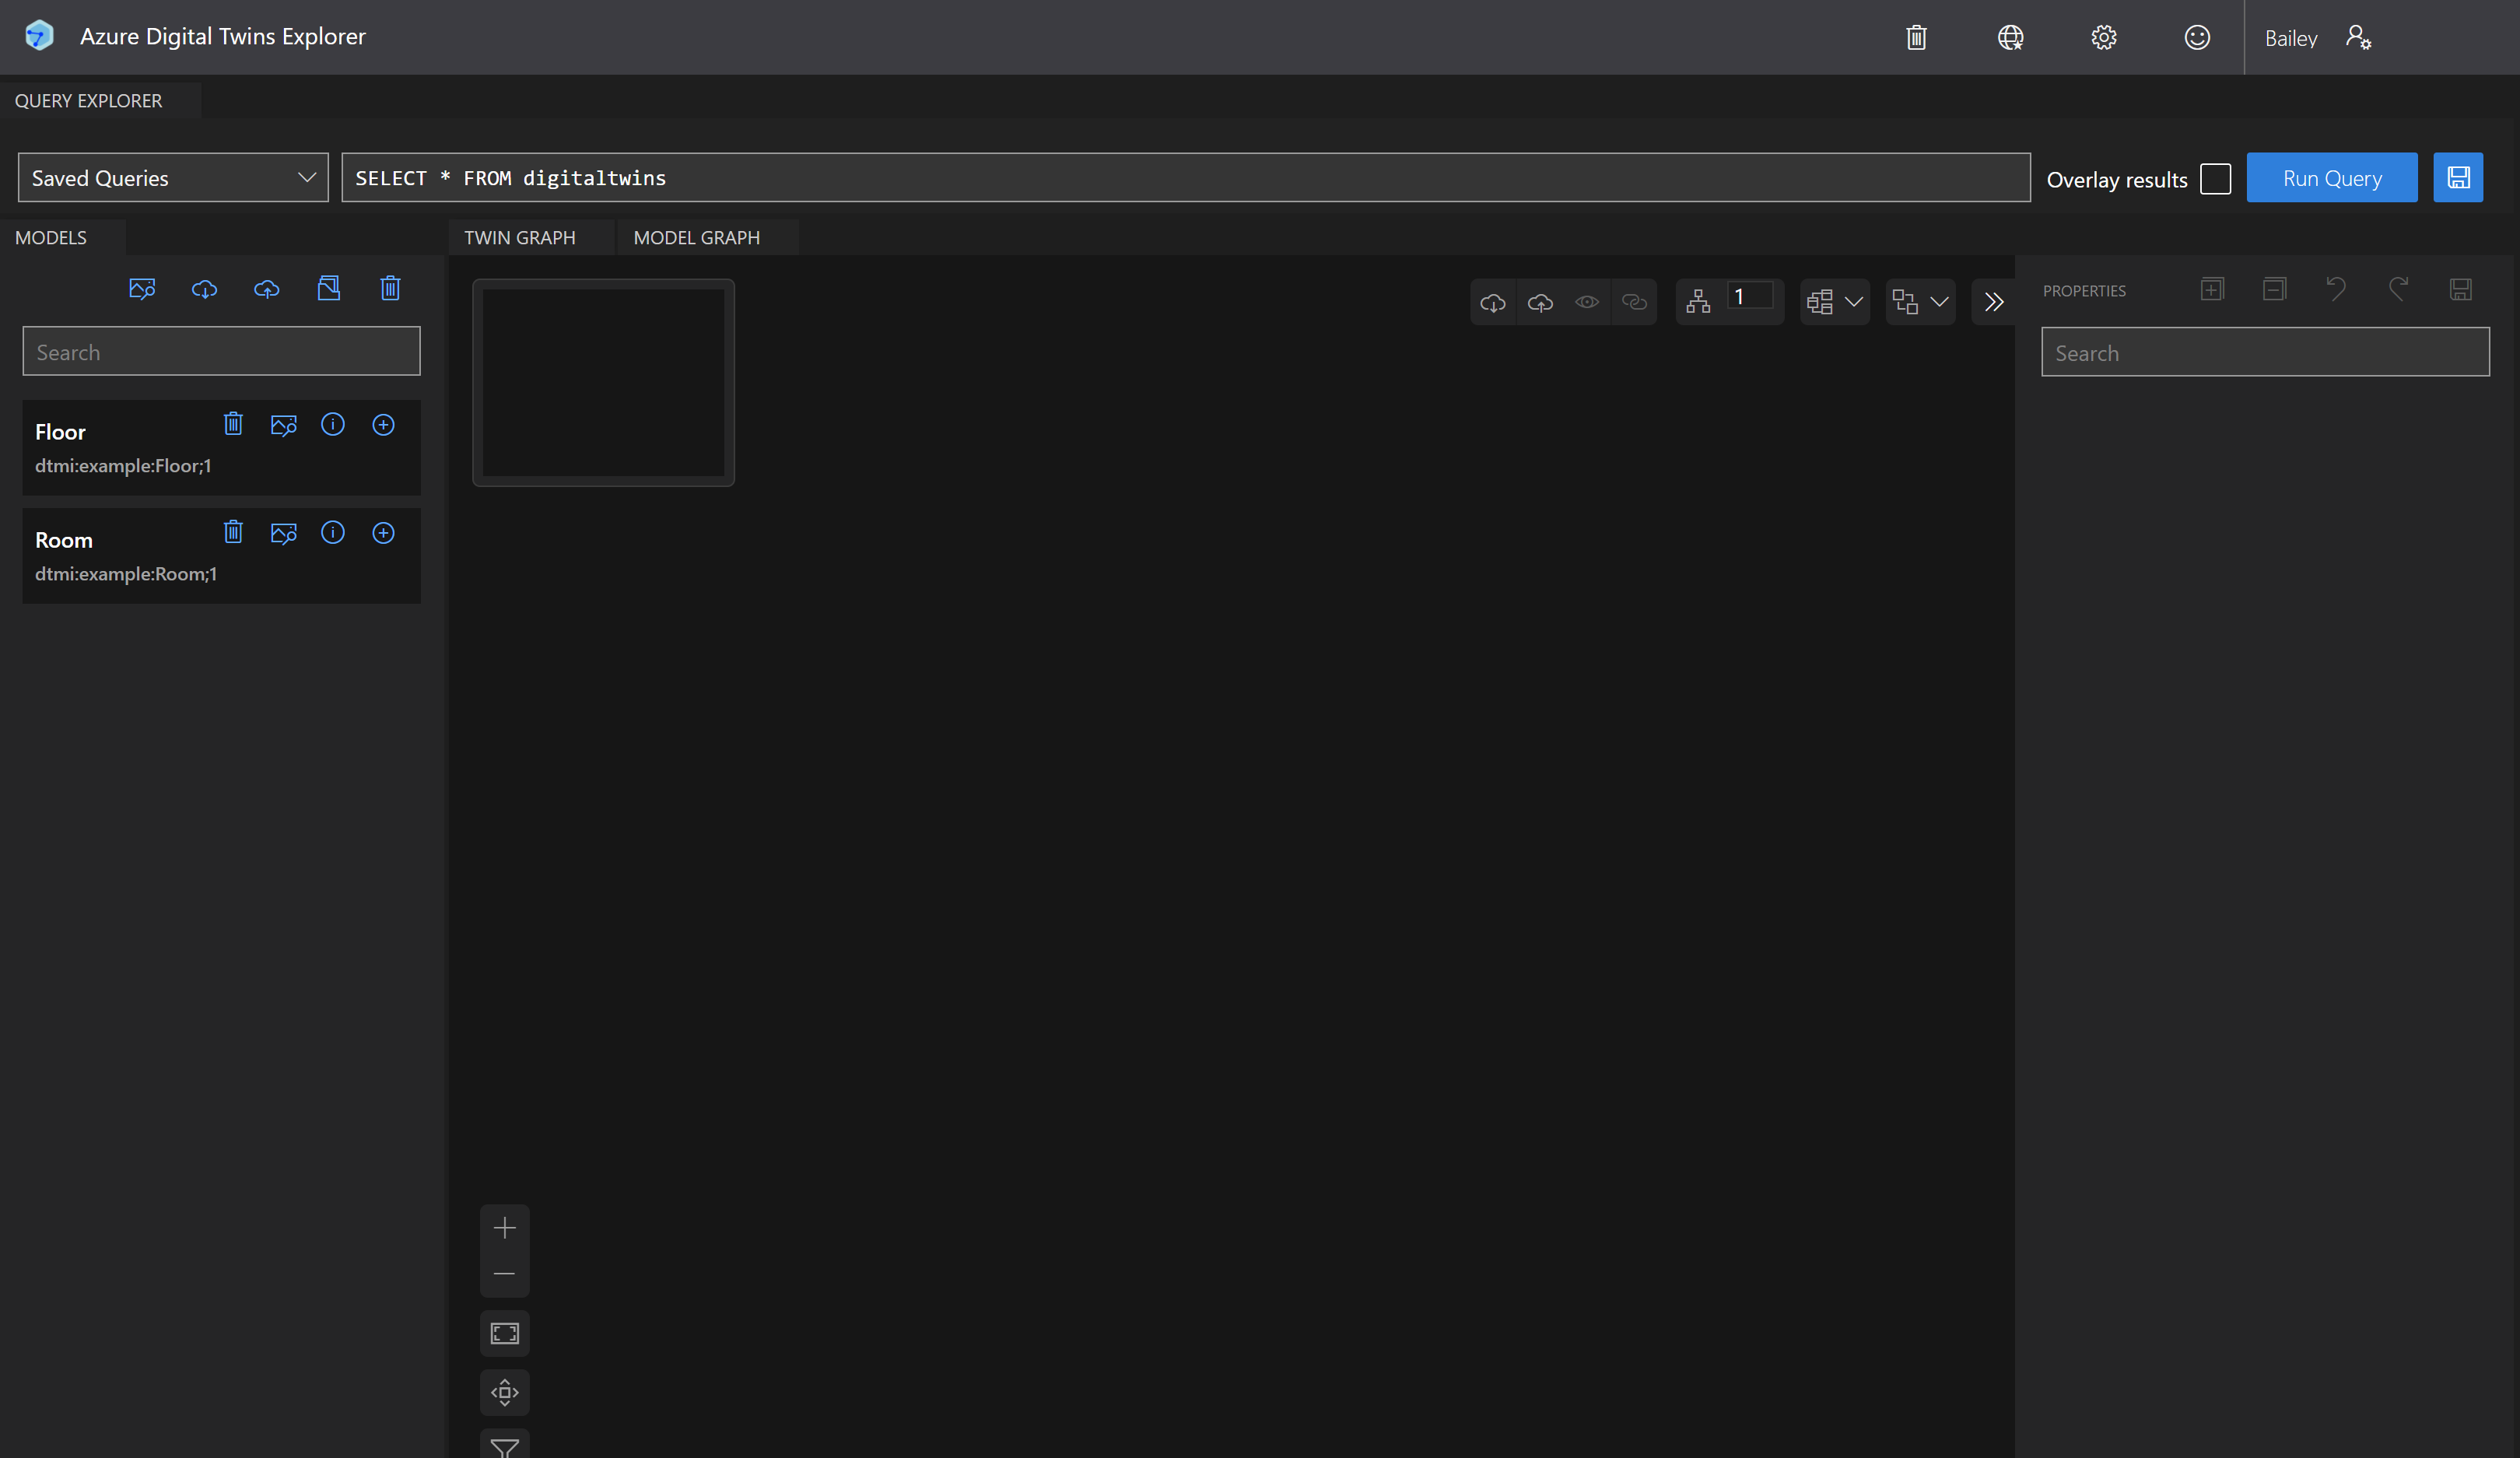 Azure Digital Twins Explorer
Bailey
QUERY EXPLORER
Saved Queries
SELECT * FROM digitaltwins
Overlay results
Run Query
MODELS
TWIN GRAPH
MODEL GRAPH
1
PROPERTIES
Search
Search
Floor
dtmi:example:Floor;1
Room
dtmi:example:Room;1